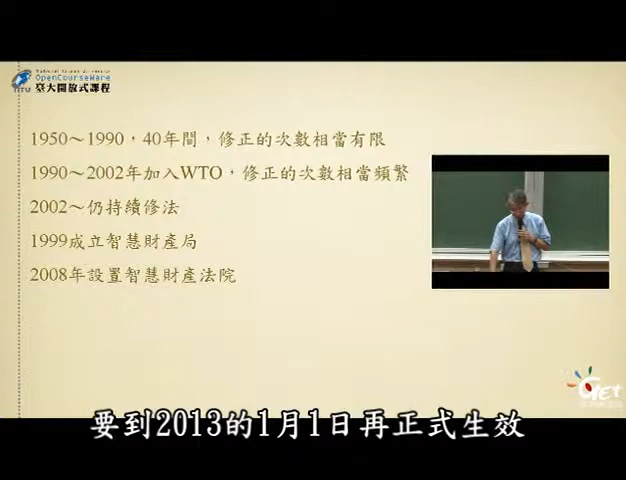 OpenCourseWare
臺大開放式課程
1950～1990，40年間，修正的次數相當有限
1990～2002年加入WTO，修正的次數相當頻繁
2002～仍持續修法
1999成立智慧財產局
2008年設置智慧財產法院
要到2013的1月1日再正式生效